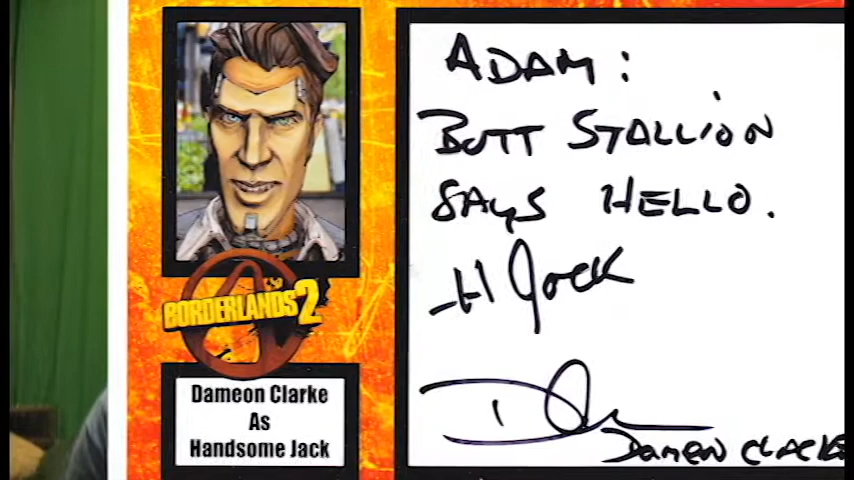 ADAM:
BUTT STALLION
SAYS HELLO.
-H Jack
BORDERLANDS 2
Dameon Clarke
As
Handsome Jack
DAMEON CLARKE